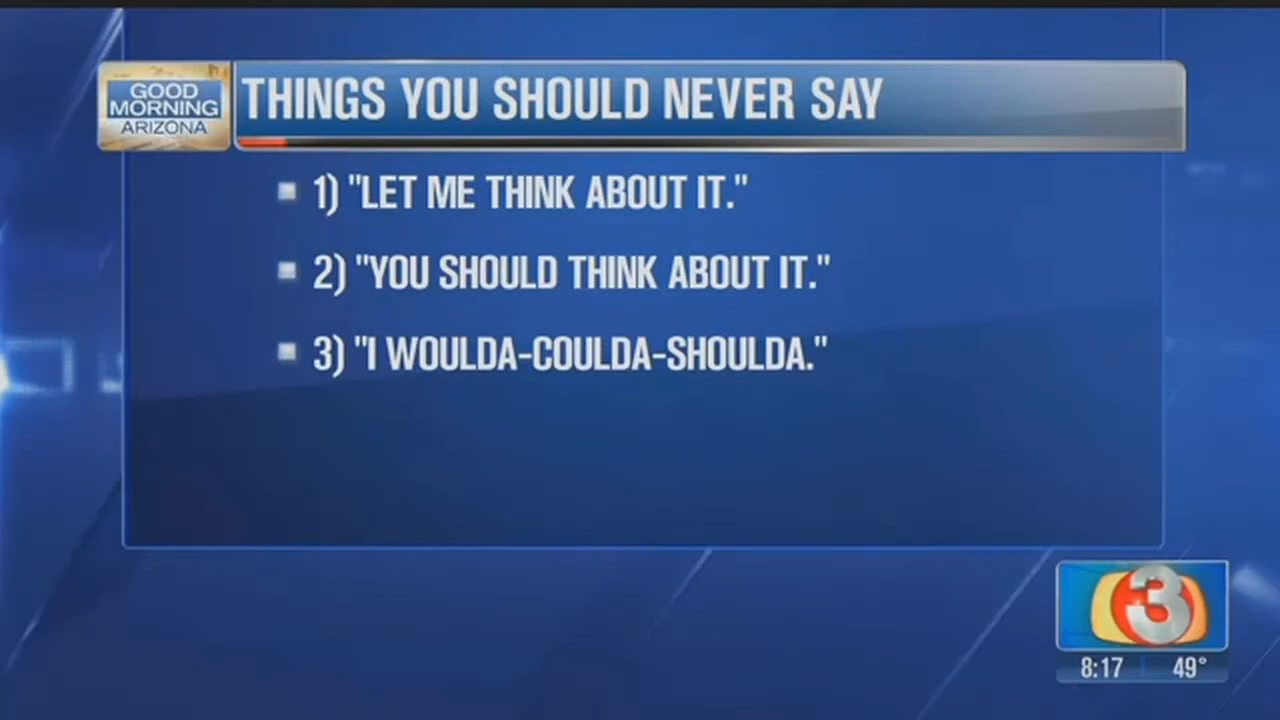 GOOD
MORNING
ARIZONA
THINGS YOU SHOULD NEVER SAY
1) "LET ME THINK ABOUT IT."
2) "YOU SHOULD THINK ABOUT IT."
3) "I WOULDA-COULDA-SHOULDA."
3
8:17 49°